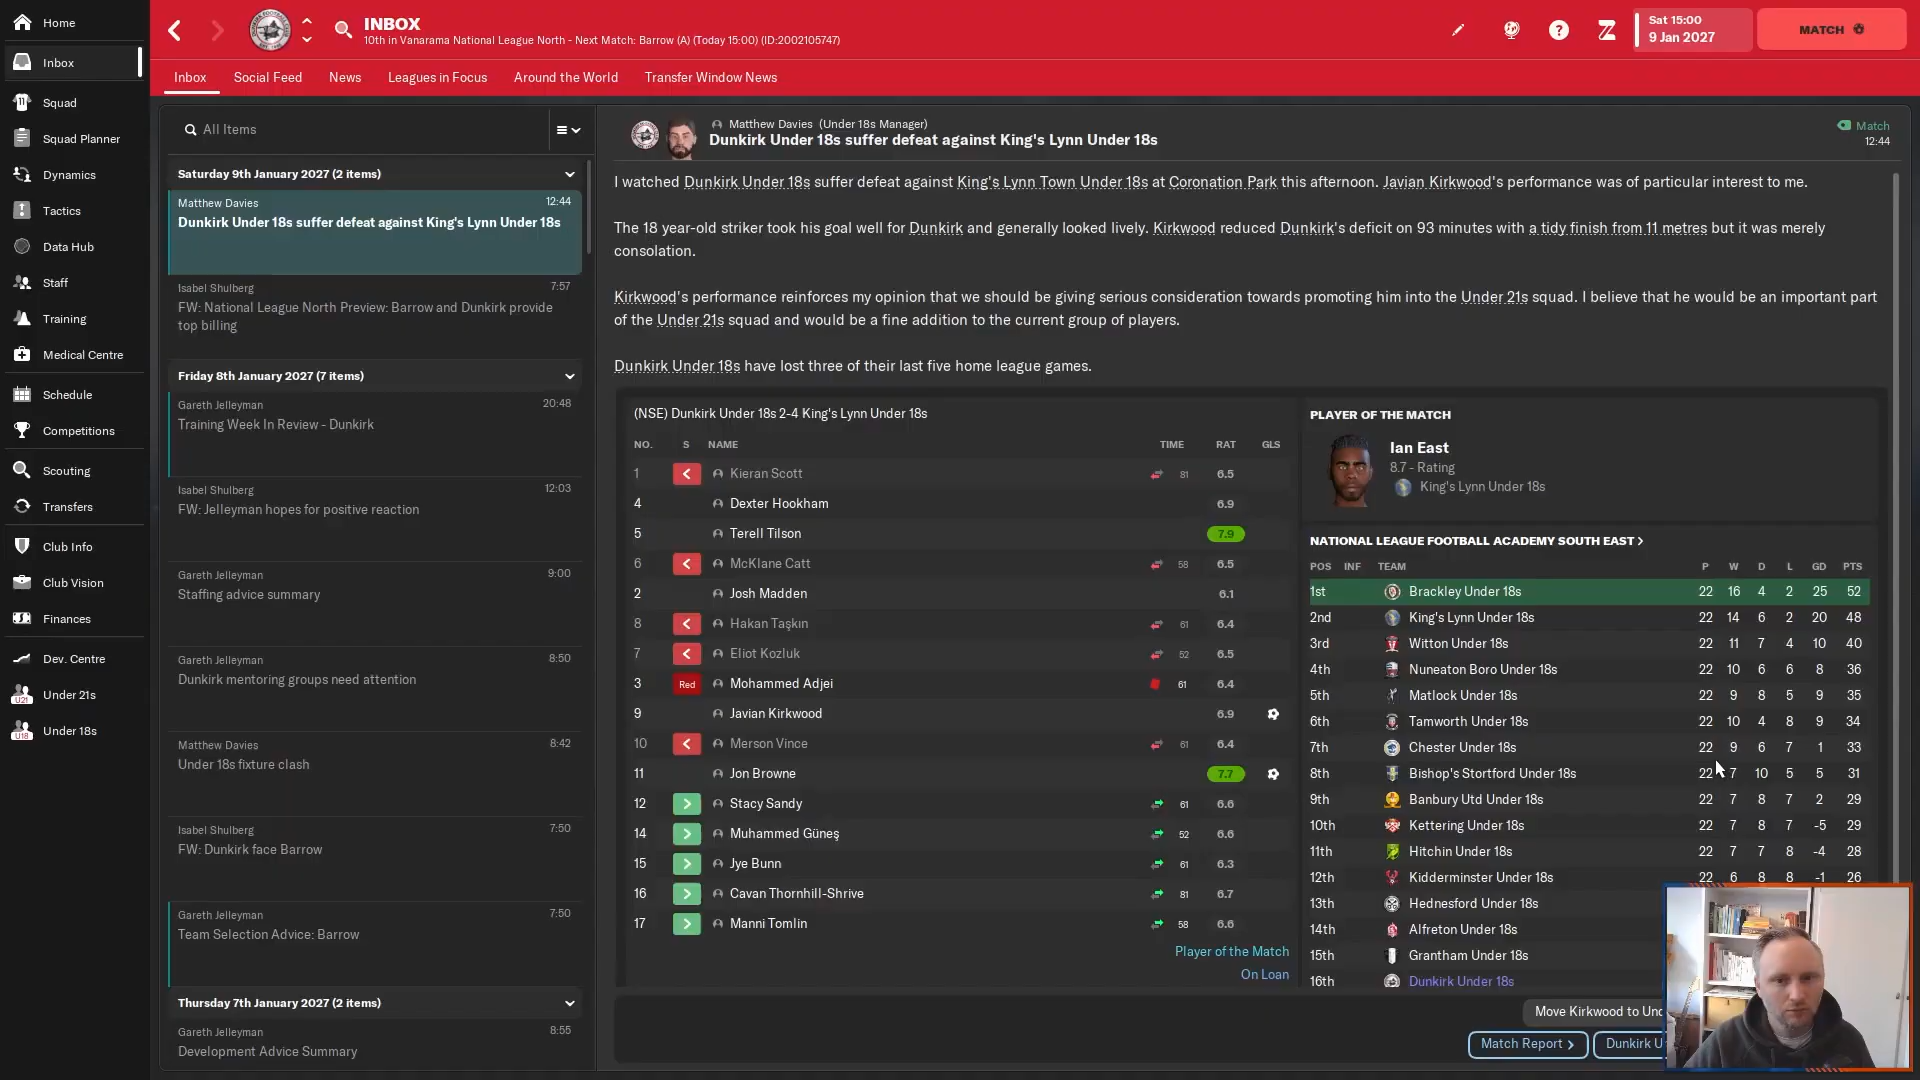 Home
Inbox
Squad
Squad Planner
Dynamics
Tactics
Data Hub
Staff
Training
Medical Centre
Schedule
Competitions
Scouting
Transfers
Club Info
Club Vision
Finances
Dev. Centre
U21 Under 21s
U18 Under 18s
INBOX
10th in Vanarama National League North - Next Match: Barrow (A) (Today 15:00) (ID:2002105747)
Sat 15:00
9 Jan 2027
MATCH
Inbox Social Feed News Leagues in Focus Around the World Transfer Window News
All Items
Saturday 9th January 2027 (2 items)
Matthew Davies 12:44
Dunkirk Under 18s suffer defeat against King's Lynn Under 18s
Isabel Shulberg 7:57
FW: National League North Preview: Barrow and Dunkirk provide
top billing
Friday 8th January 2027 (7 items)
Gareth Jelleyman 20:48
Training Week In Review - Dunkirk
Isabel Shulberg 12:03
FW: Jelleyman hopes for positive reaction
Gareth Jelleyman 9:00
Staffing advice summary
Gareth Jelleyman 8:50
Dunkirk mentoring groups need attention
Matthew Davies 8:42
Under 18s fixture clash
Isabel Shulberg 7:50
FW: Dunkirk face Barrow
Gareth Jelleyman 7:50
Team Selection Advice: Barrow
Thursday 7th January 2027 (2 items)
Gareth Jelleyman 8:55
Development Advice Summary
Matthew Davies (Under 18s Manager)
Dunkirk Under 18s suffer defeat against King's Lynn Under 18s
Match
12:44
I watched Dunkirk Under 18s suffer defeat against King's Lynn Town Under 18s at Coronation Park this afternoon. Javian Kirkwood's performance was of particular interest to me.
The 18 year-old striker took his goal well for Dunkirk and generally looked lively. Kirkwood reduced Dunkirk's deficit on 93 minutes with a tidy finish from 11 metres but it was merely
consolation.
Kirkwood's performance reinforces my opinion that we should be giving serious consideration towards promoting him into the Under 21s squad. I believe that he would be an important part
of the Under 21s squad and would be a fine addition to the current group of players.
Dunkirk Under 18s have lost three of their last five home league games.
(NSE) Dunkirk Under 18s 2-4 King's Lynn Under 18s
NO. S NAME TIME RAT GLS
1 Kieran Scott 81 6.5
4 Dexter Hookham 6.9
5 Terell Tilson 7.9
6 McKlane Catt 58 6.5
2 Josh Madden 6.1
8 Hakan Taşkın 61 6.4
7 Eliot Kozluk 52 6.5
3 Red Mohammed Adjei 61 6.4
9 Javian Kirkwood 6.9
10 Merson Vince 61 6.4
11 Jon Browne 7.7
12 Stacy Sandy 61 6.6
14 Muhammed Güneş 52 6.6
15 Jye Bunn 61 6.3
16 Cavan Thornhill-Shrive 81 6.7
17 Manni Tomlin 58 6.6
Player of the Match
On Loan
PLAYER OF THE MATCH
Ian East
8.7 - Rating
King's Lynn Under 18s
NATIONAL LEAGUE FOOTBALL ACADEMY SOUTH EAST
POS INF TEAM P W D L GD PTS
1st Brackley Under 18s 22 16 4 2 25 52
2nd King's Lynn Under 18s 22 14 6 2 20 48
3rd Witton Under 18s 22 11 7 4 10 40
4th Nuneaton Boro Under 18s 22 10 6 6 8 36
5th Matlock Under 18s 22 9 8 5 9 35
6th Tamworth Under 18s 22 10 4 8 9 34
7th Chester Under 18s 22 9 6 7 1 33
8th Bishop's Stortford Under 18s 22 7 10 5 5 31
9th Banbury Utd Under 18s 22 7 8 7 2 29
10th Kettering Under 18s 22 7 8 7 -5 29
11th Hitchin Under 18s 22 7 7 8 -4 28
12th Kidderminster Under 18s 22 6 8 8 -1 26
13th Hednesford Under 18s
14th Alfreton Under 18s
15th Grantham Under 18s
16th Dunkirk Under 18s
Move Kirkwood to Und
Match Report
Dunkirk U